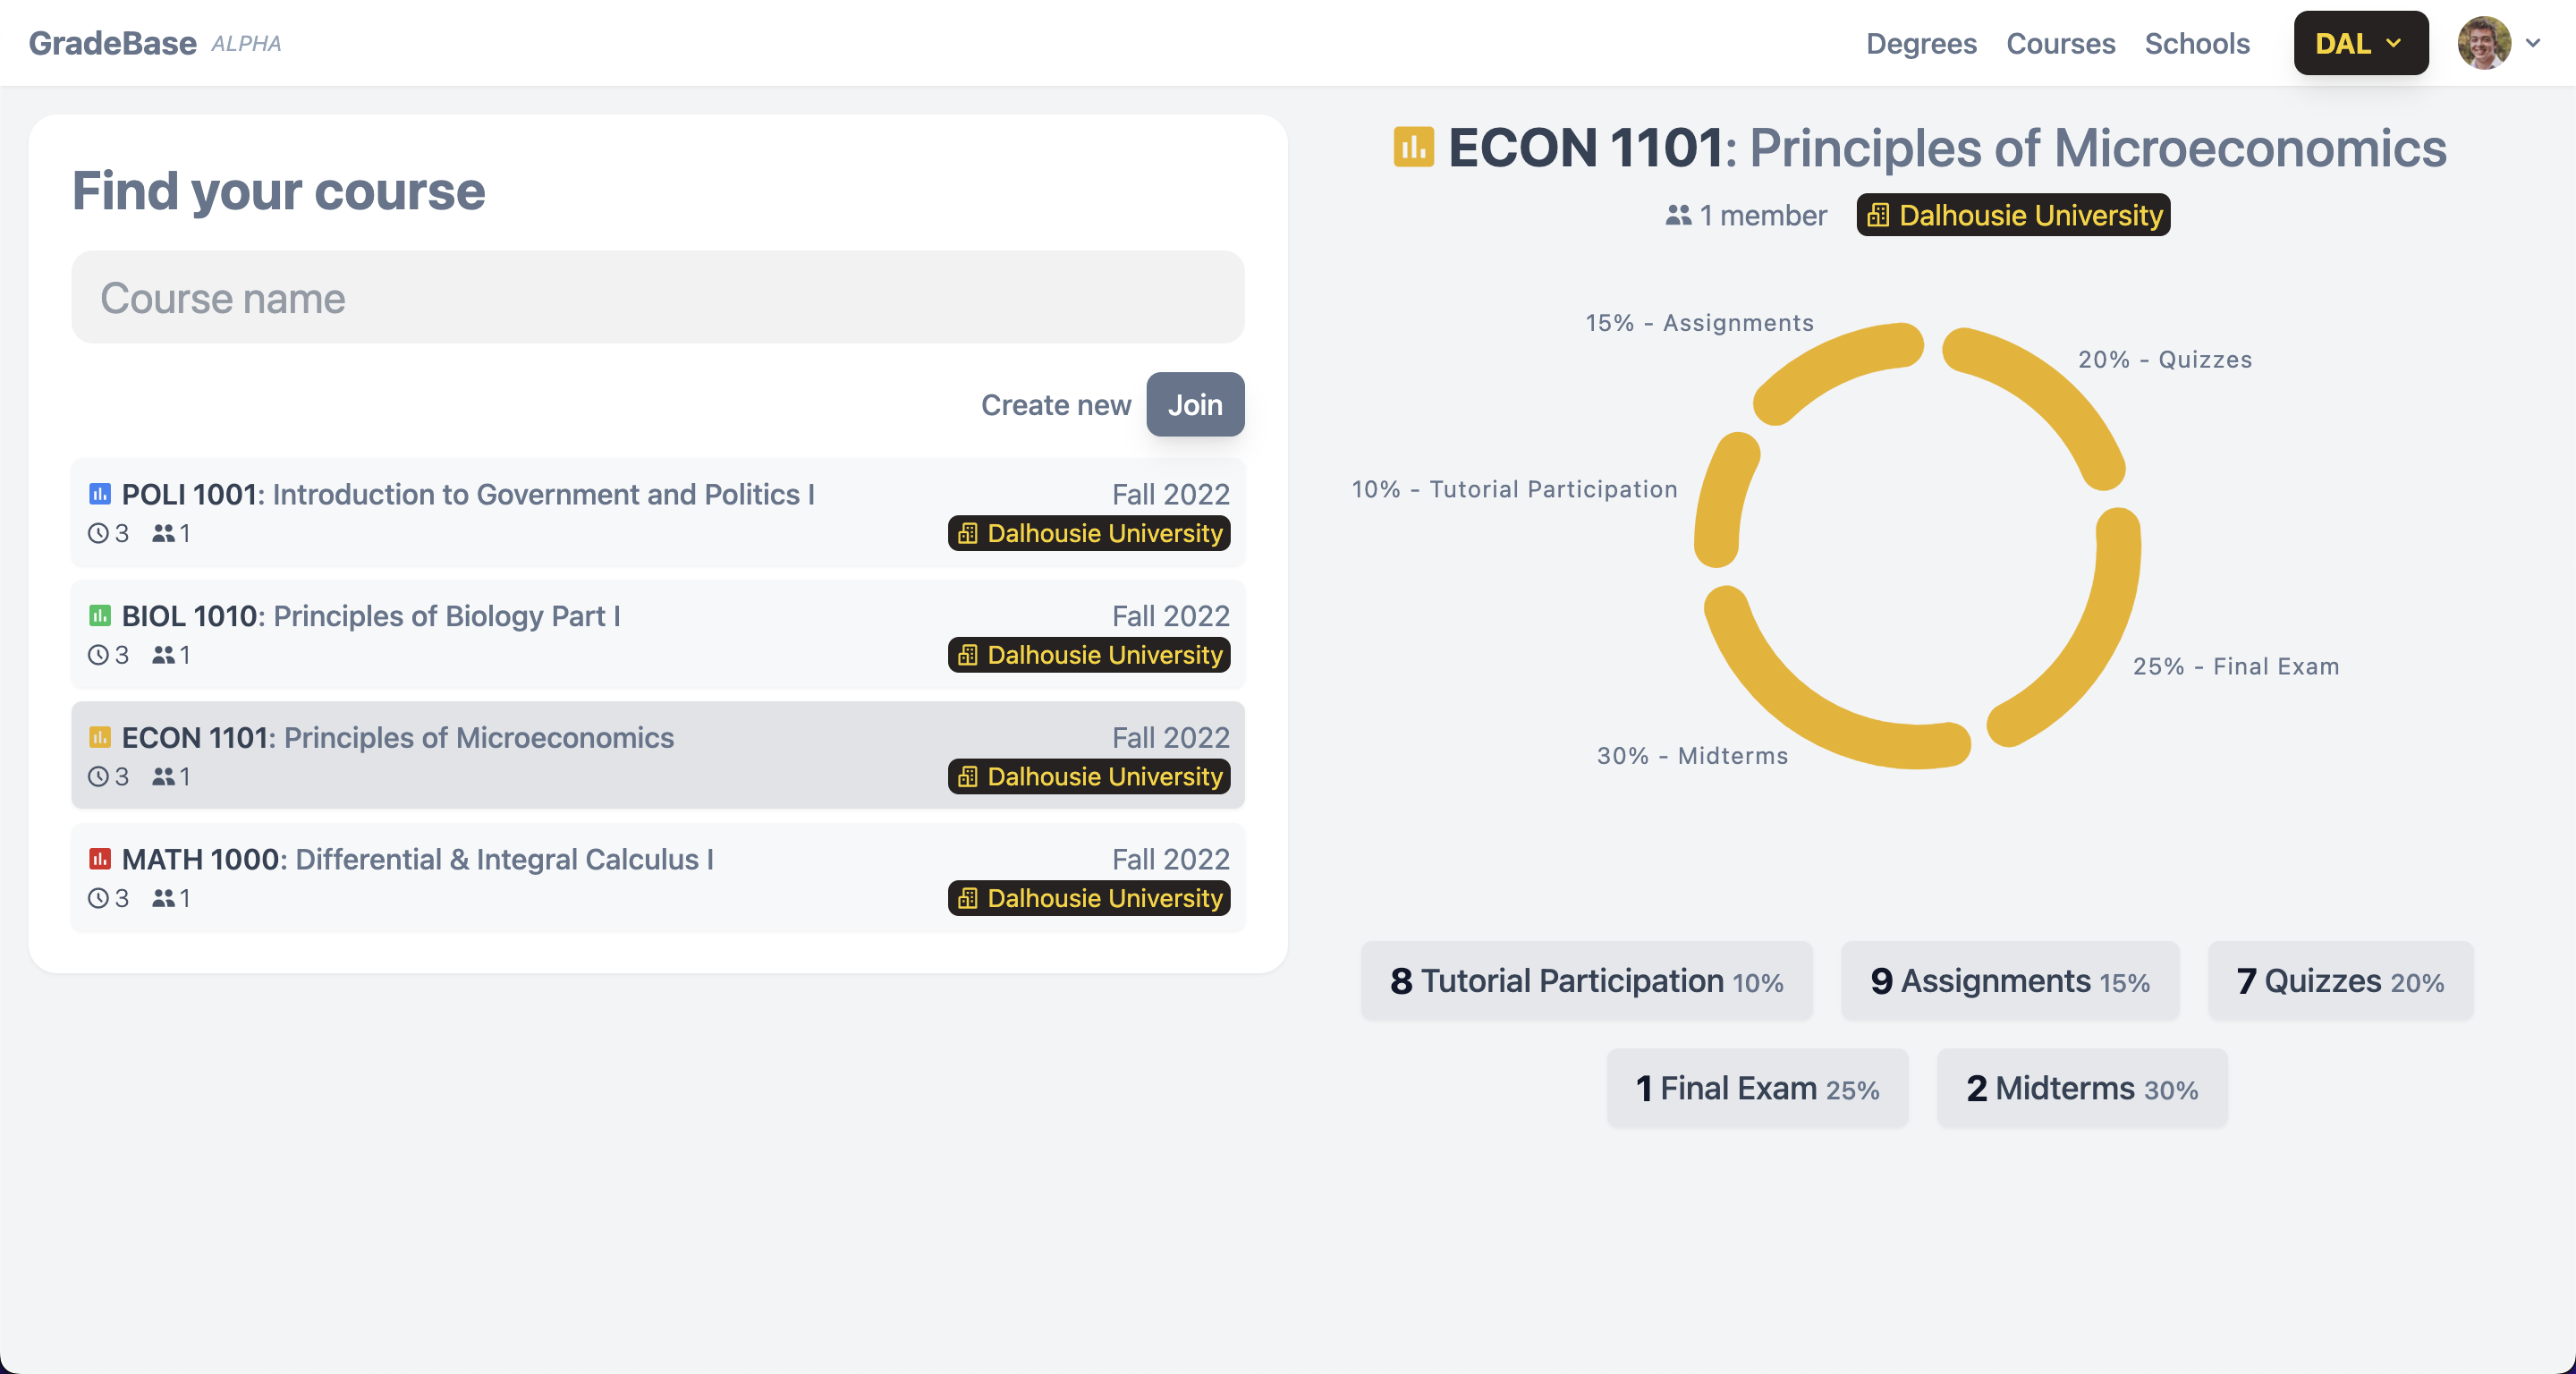 GradeBase ALPHA
Degrees Courses Schools DAL
Find your course
Course name
Create new Join
POLI 1001: Introduction to Government and Politics I Fall 2022
3 1 Dalhousie University
BIOL 1010: Principles of Biology Part I Fall 2022
3 1 Dalhousie University
ECON 1101: Principles of Microeconomics Fall 2022
3 1 Dalhousie University
MATH 1000: Differential & Integral Calculus I Fall 2022
3 1 Dalhousie University
ECON 1101: Principles of Microeconomics
1 member Dalhousie University
15% - Assignments
20% - Quizzes
10% - Tutorial Participation
25% - Final Exam
30% - Midterms
8 Tutorial Participation 10% 9 Assignments 15% 7 Quizzes 20%
1 Final Exam 25% 2 Midterms 30%